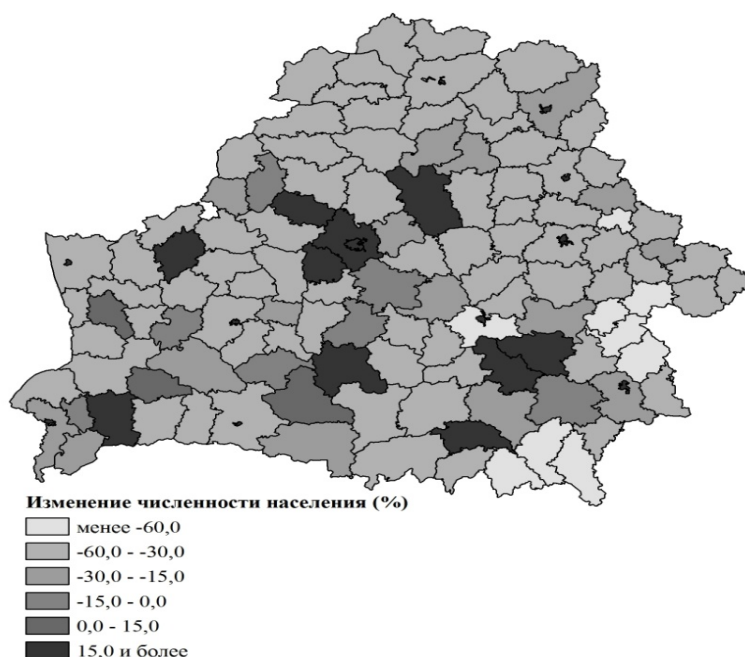 Изменение численности населения (%)
менее -60,0
-60,0 - -30,0
-30,0 - -15,0
-15,0 - 0,0
0,0 - 15,0
15,0 и более